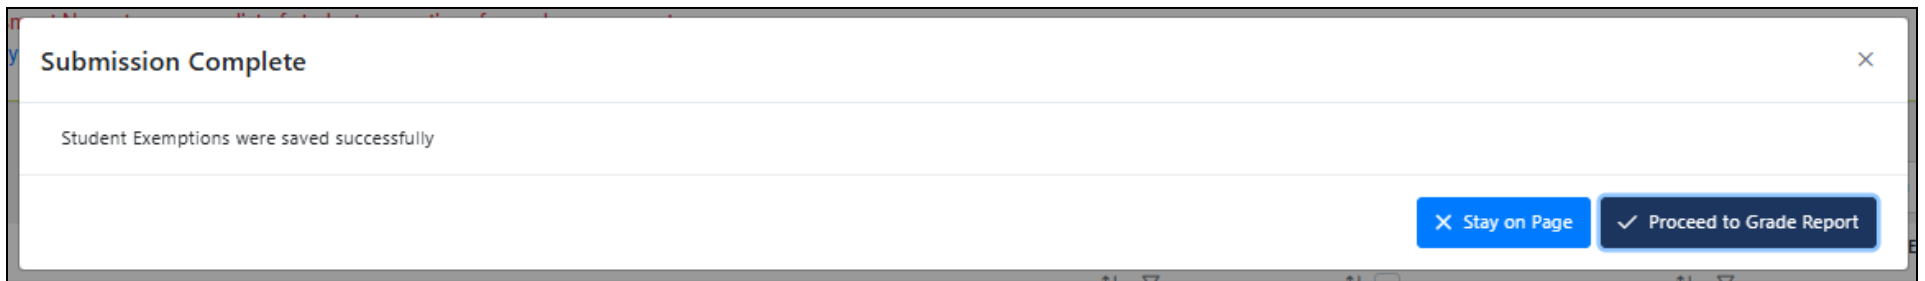 Submission Complete
Student Exemptions were saved successfully
Stay on Page
Proceed to Grade Report